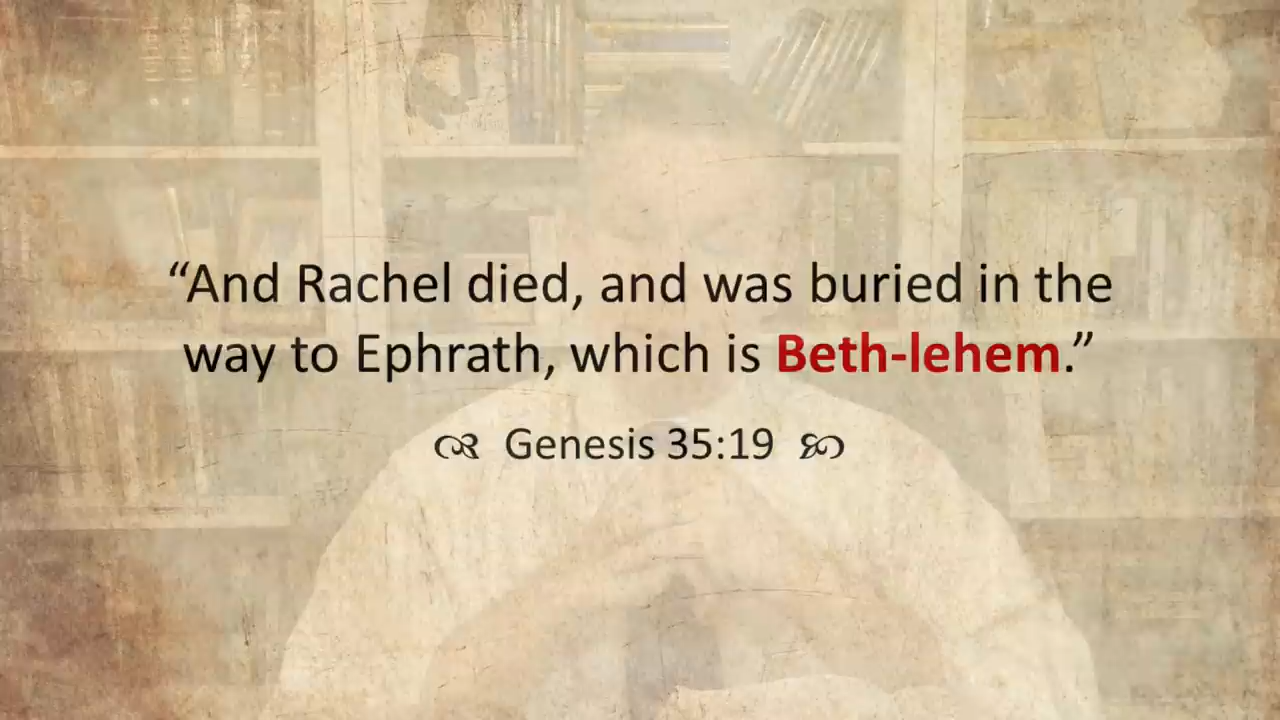 “And Rachel died, and was buried in the
way to Ephrath, which is Beth-lehem.”
Genesis 35:19